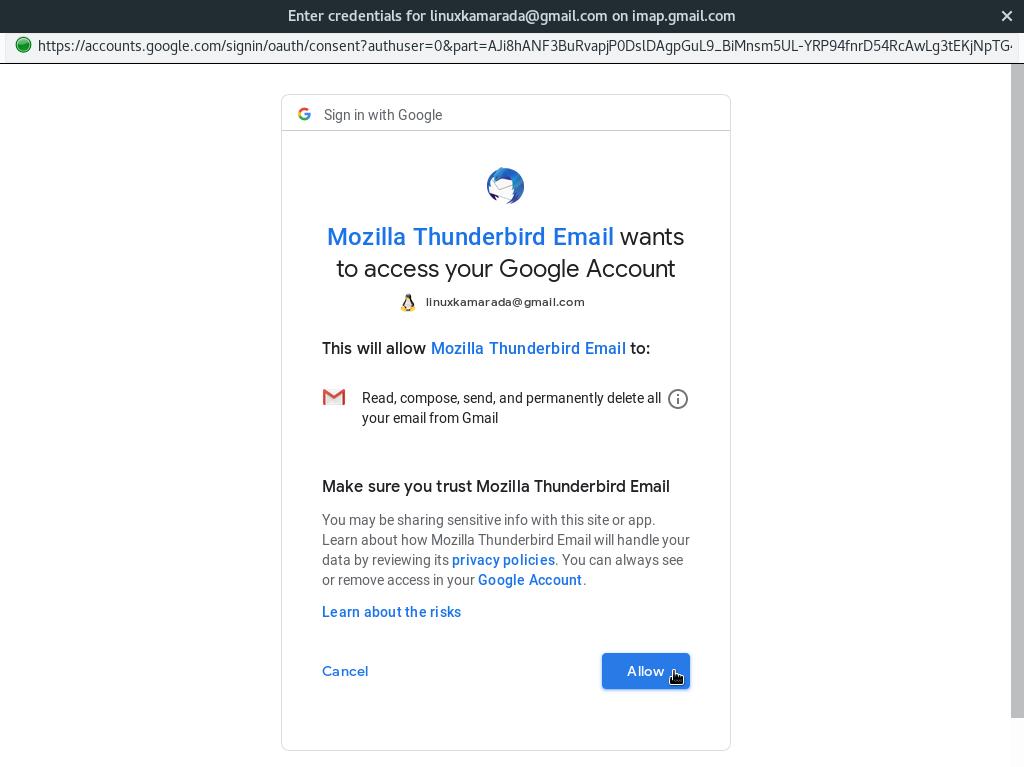 Enter credentials for linuxkamarada@gmail.com on imap.gmail.com
https://accounts.google.com/signin/oauth/consent?authuser=0&part=AJi8hANF3BuRvapjP0DslDAgpGuL9_BiMnsm5UL-YRP94fnrD54RcAwLg3tEKjNpTG
Sign in with Google
Mozilla Thunderbird Email wants
to access your Google Account
linuxkamarada@gmail.com
This will allow Mozilla Thunderbird Email to:
Read, compose, send, and permanently delete all
your email from Gmail
Make sure you trust Mozilla Thunderbird Email
You may be sharing sensitive info with this site or app.
Learn about how Mozilla Thunderbird Email will handle your
data by reviewing its privacy policies. You can always see
or remove access in your Google Account.
Learn about the risks
Cancel
Allow